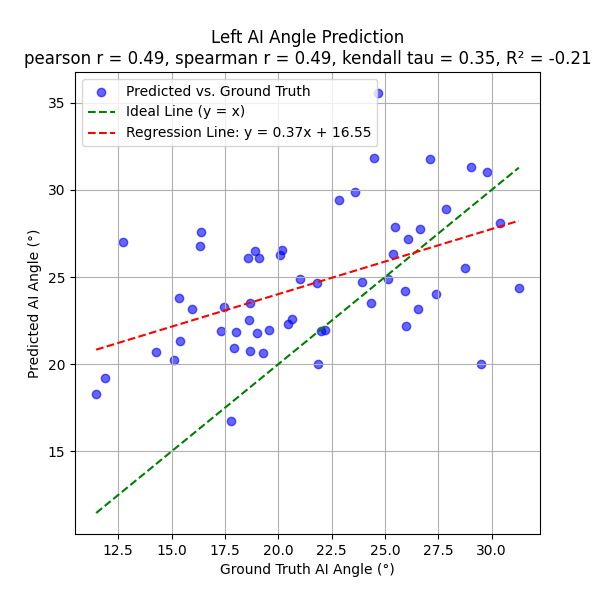 Left AI Angle Prediction
pearson r = 0.49, spearman r = 0.49, kendall tau = 0.35, R² = -0.21
Predicted vs. Ground Truth
Ideal Line (y = x)
Regression Line: y = 0.37x + 16.55
Predicted AI Angle (°)
35
30
25
20
15
12.5 15.0 17.5 20.0 22.5 25.0 27.5 30.0
Ground Truth AI Angle (°)